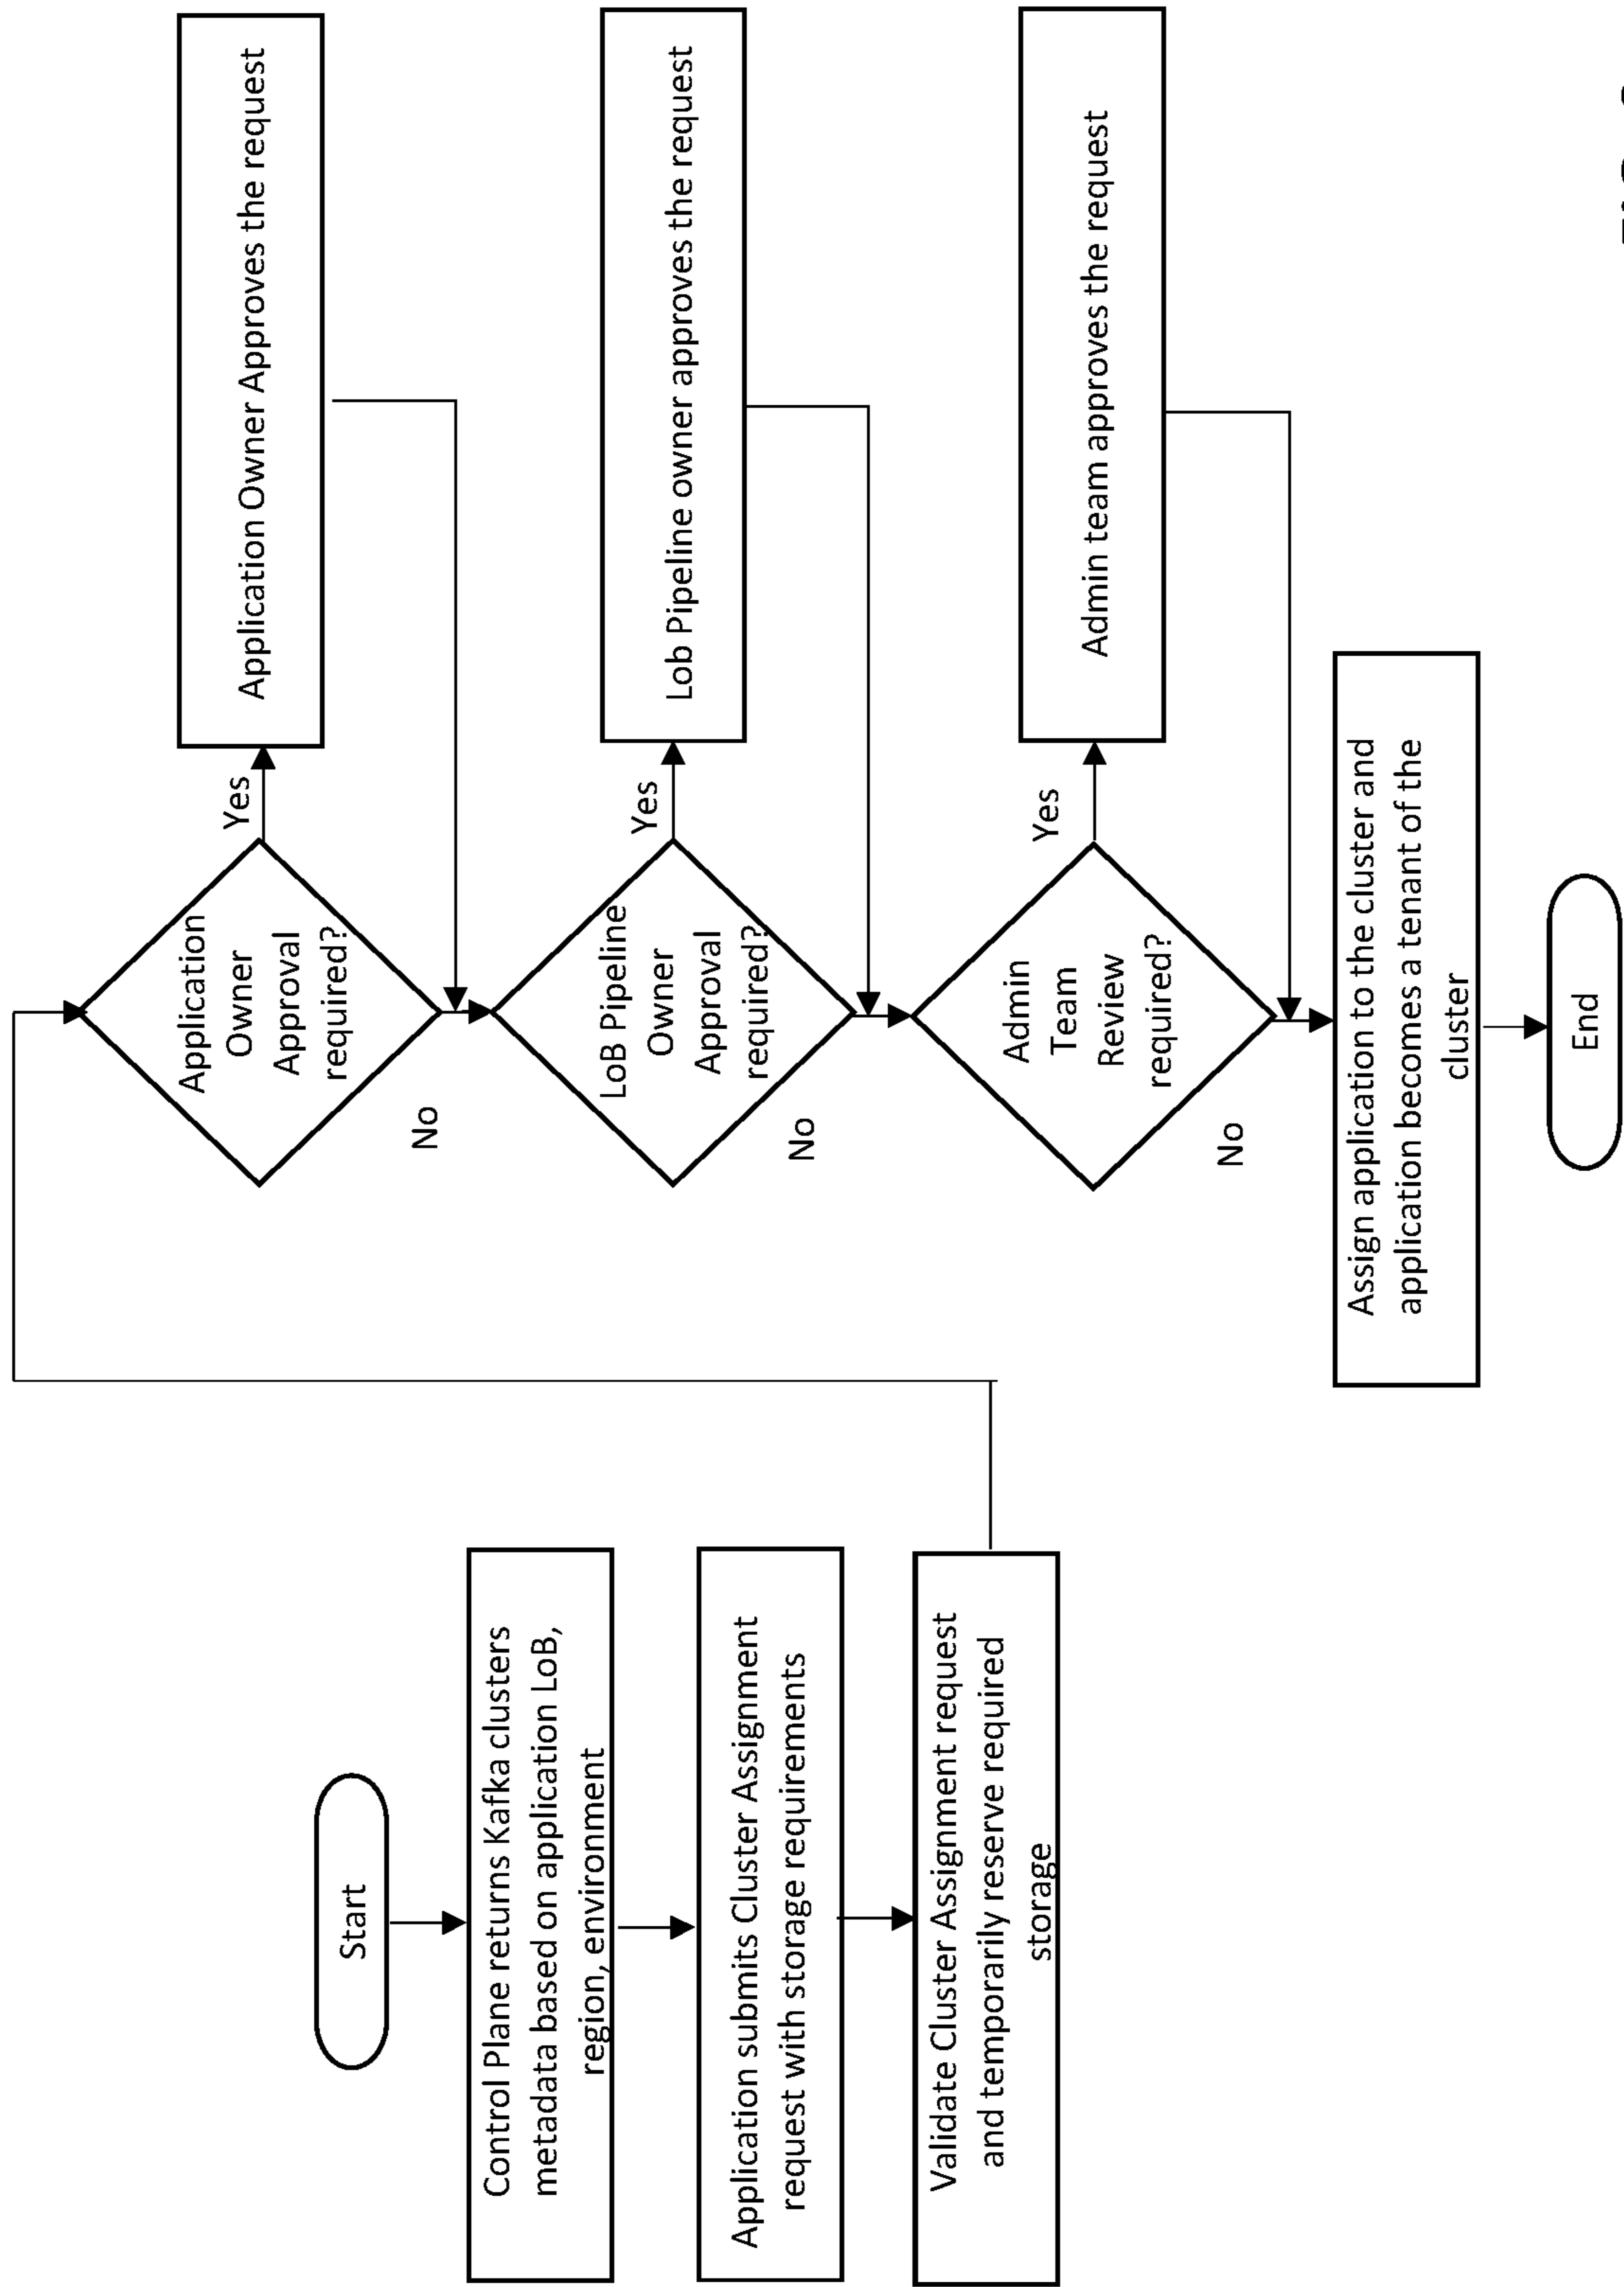 Start
Control Plane returns Kafka clusters
metadata based on application LoB,
region, environment
Application submits Cluster Assignment
request with storage requirements
Validate Cluster Assignment request
and temporarily reserve required
storage
Application
Owner
Approval
required?
Yes
Application Owner Approves the request
No
LoB Pipeline
Owner
Approval
required?
Yes
Lob Pipeline owner approves the request
No
Admin
Team
Review
required?
Yes
Admin team approves the request
No
Assign application to the cluster and
application becomes a tenant of the
cluster
End